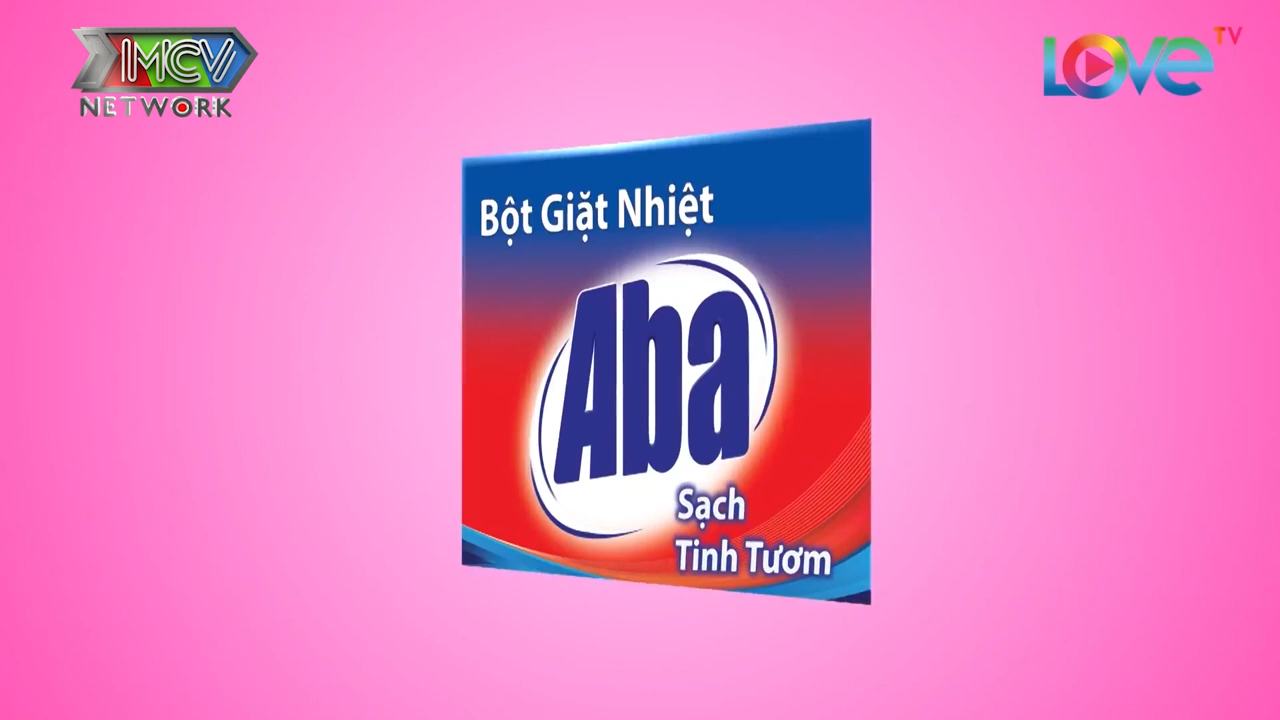 MCV
NETWORK
LOVE TV
Bột Giặt Nhiệt
Aba
Sạch
Tinh Tươm